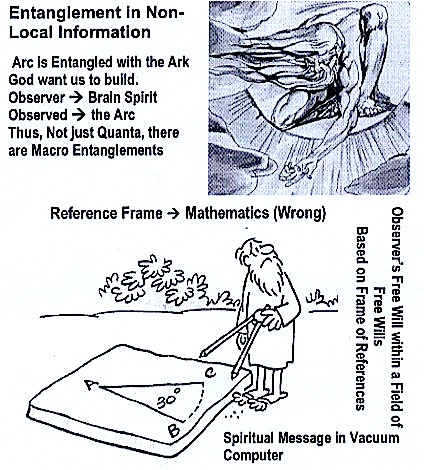 Entanglement in Non-
Local Information
Arc is Entangled with the Ark
God want us to build.
Observer → Brain Spirit
Observed → the Arc
Thus, Not just Quanta, there
are Macro Entanglements
Reference Frame → Mathematics (Wrong)
Observer's Free Will within a Field of
Free Wills
Based on Frame of References
A
C
30°
B
Spiritual Message in Vacuum
Computer